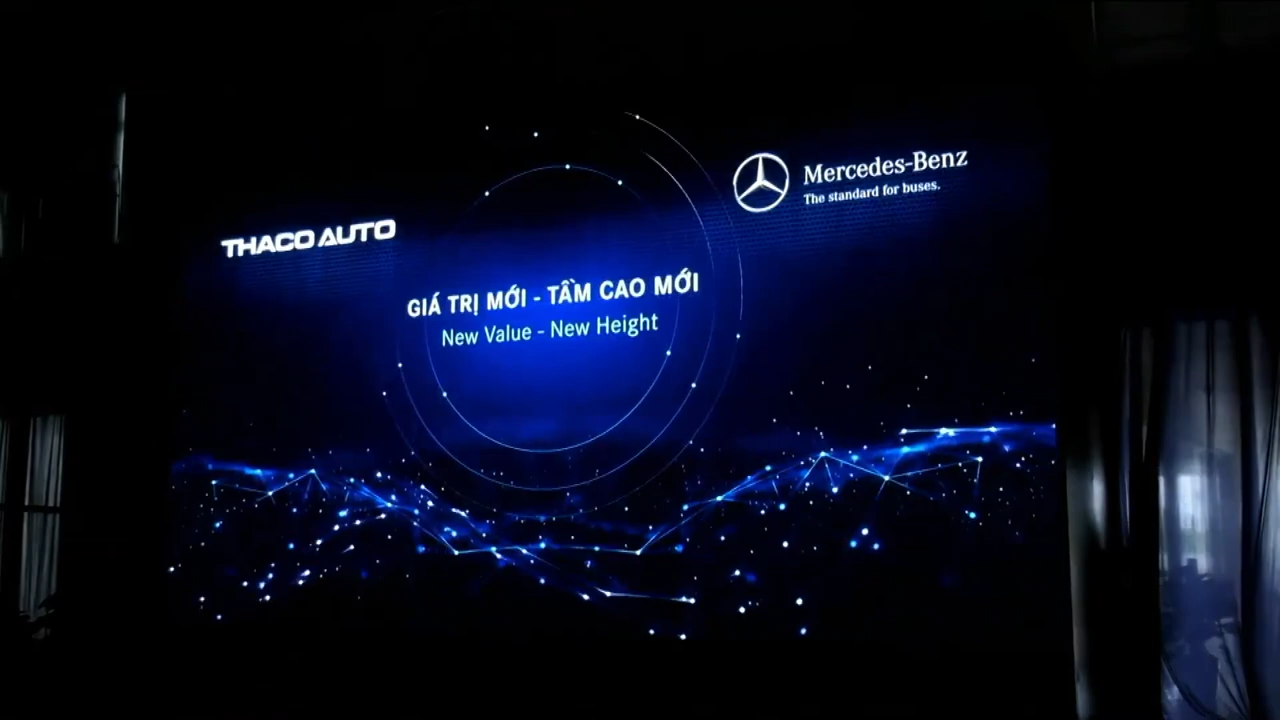 THACO AUTO
Mercedes-Benz
The standard for buses.
GIÁ TRỊ MỚI - TẦM CAO MỚI
New Value - New Height